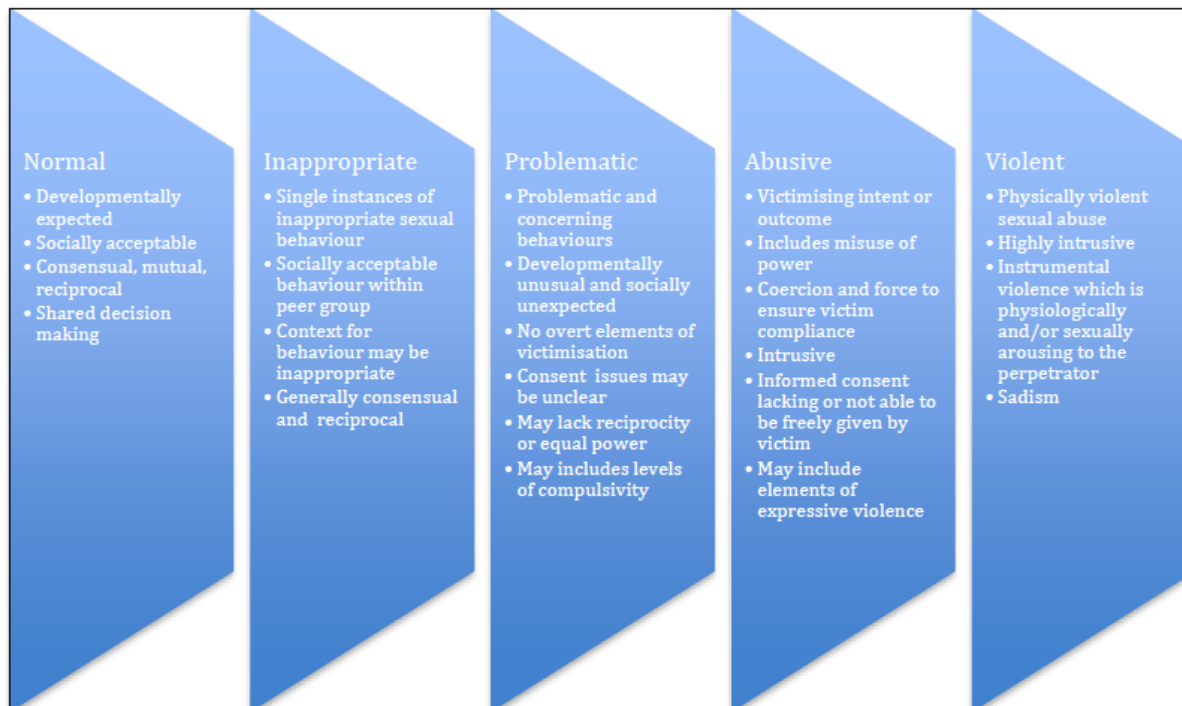 Normal
• Developmentally
expected
• Socially acceptable
• Consensual, mutual,
reciprocal
• Shared decision
making
Inappropriate
• Single instances of
inappropriate sexual
behaviour
• Socially acceptable
behaviour within
peer group
• Context for
behaviour may be
inappropriate
• Generally consensual
and reciprocal
Problematic
• Problematic and
concerning
behaviours
• Developmentally
unusual and socially
unexpected
• No overt elements of
victimisation
• Consent issues may
be unclear
• May lack reciprocity
or equal power
• May includes levels
of compulsivity
Abusive
• Victimising intent or
outcome
• Includes misuse of
power
• Coercion and force to
ensure victim
compliance
• Intrusive
• Informed consent
lacking or not able to
be freely given by
victim
• May include
elements of
expressive violence
Violent
• Physically violent
sexual abuse
• Highly intrusive
• Instrumental
violence which is
physiologically
and/or sexually
arousing to the
perpetrator
• Sadism